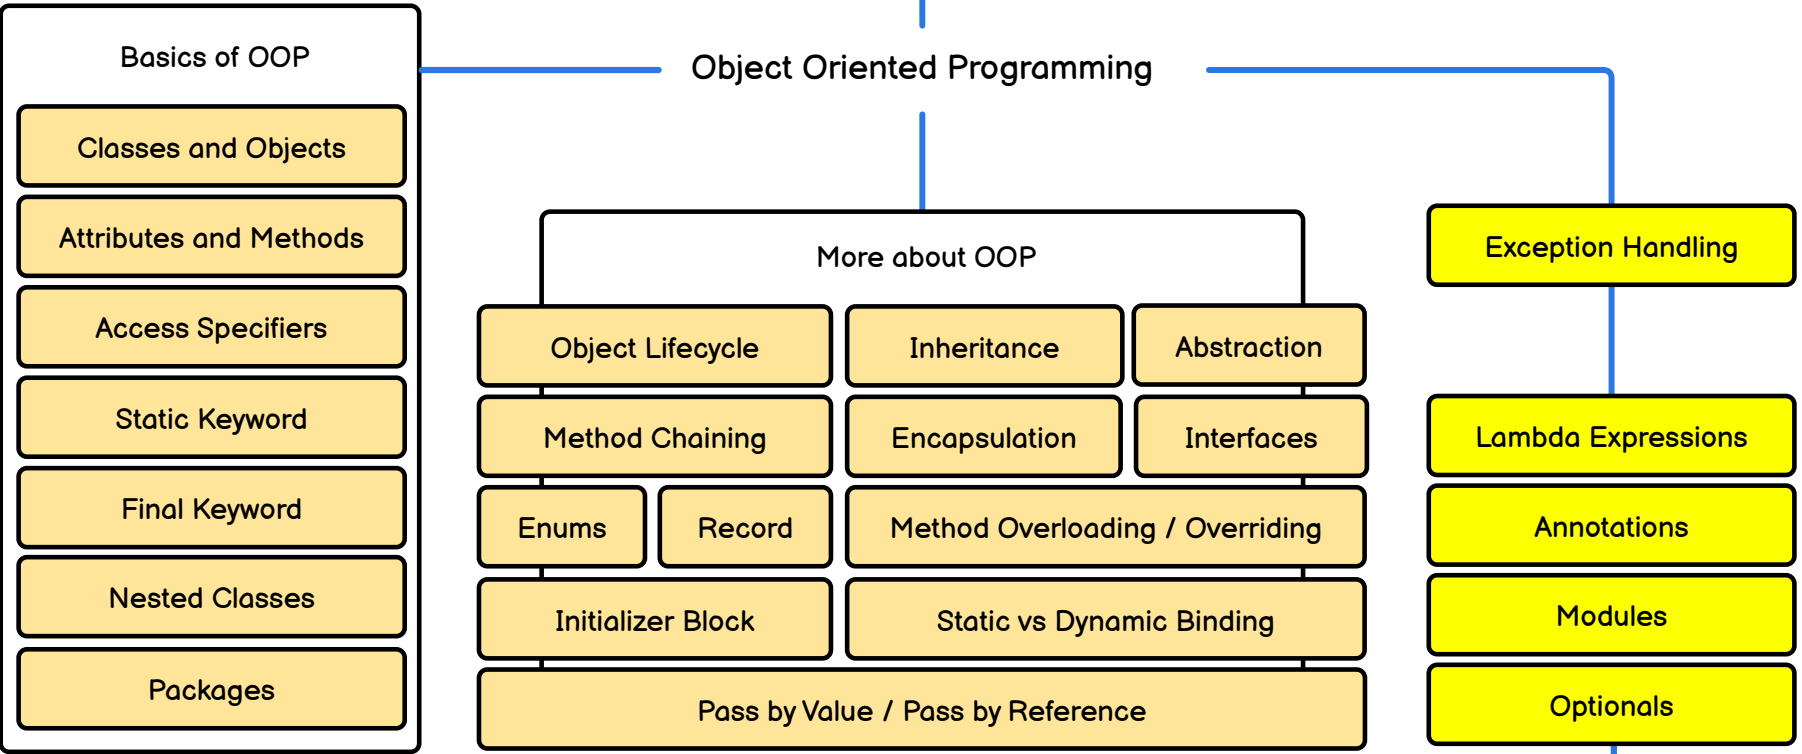 Basics of OOP
Classes and Objects
Attributes and Methods
Access Specifiers
Static Keyword
Final Keyword
Nested Classes
Packages
Object Oriented Programming
More about OOP
Object Lifecycle
Inheritance
Abstraction
Method Chaining
Encapsulation
Interfaces
Enums
Record
Method Overloading / Overriding
Initializer Block
Static vs Dynamic Binding
Pass by Value / Pass by Reference
Exception Handling
Lambda Expressions
Annotations
Modules
Optionals